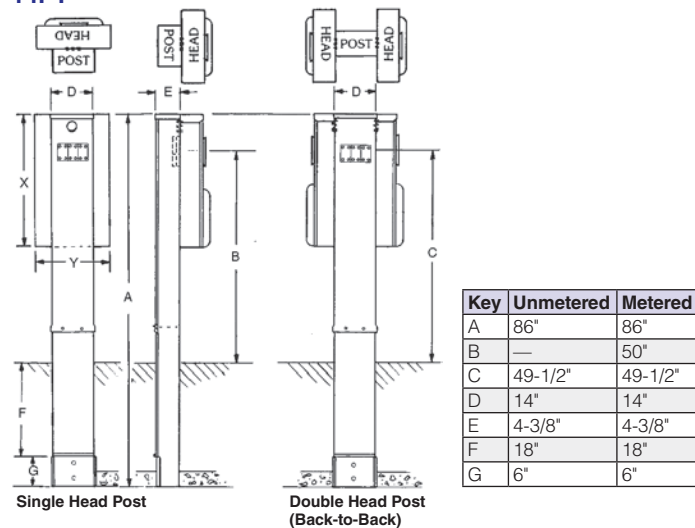 HEAD
POST
POST
HEAD
HEAD
POST
HEAD
D
E
D
X
Y
A
B
C
F
G
Single Head Post
Double Head Post
(Back-to-Back)
Key Unmetered Metered
A 86" 86"
B — 50"
C 49-1/2" 49-1/2"
D 14" 14"
E 4-3/8" 4-3/8"
F 18" 18"
G 6" 6"